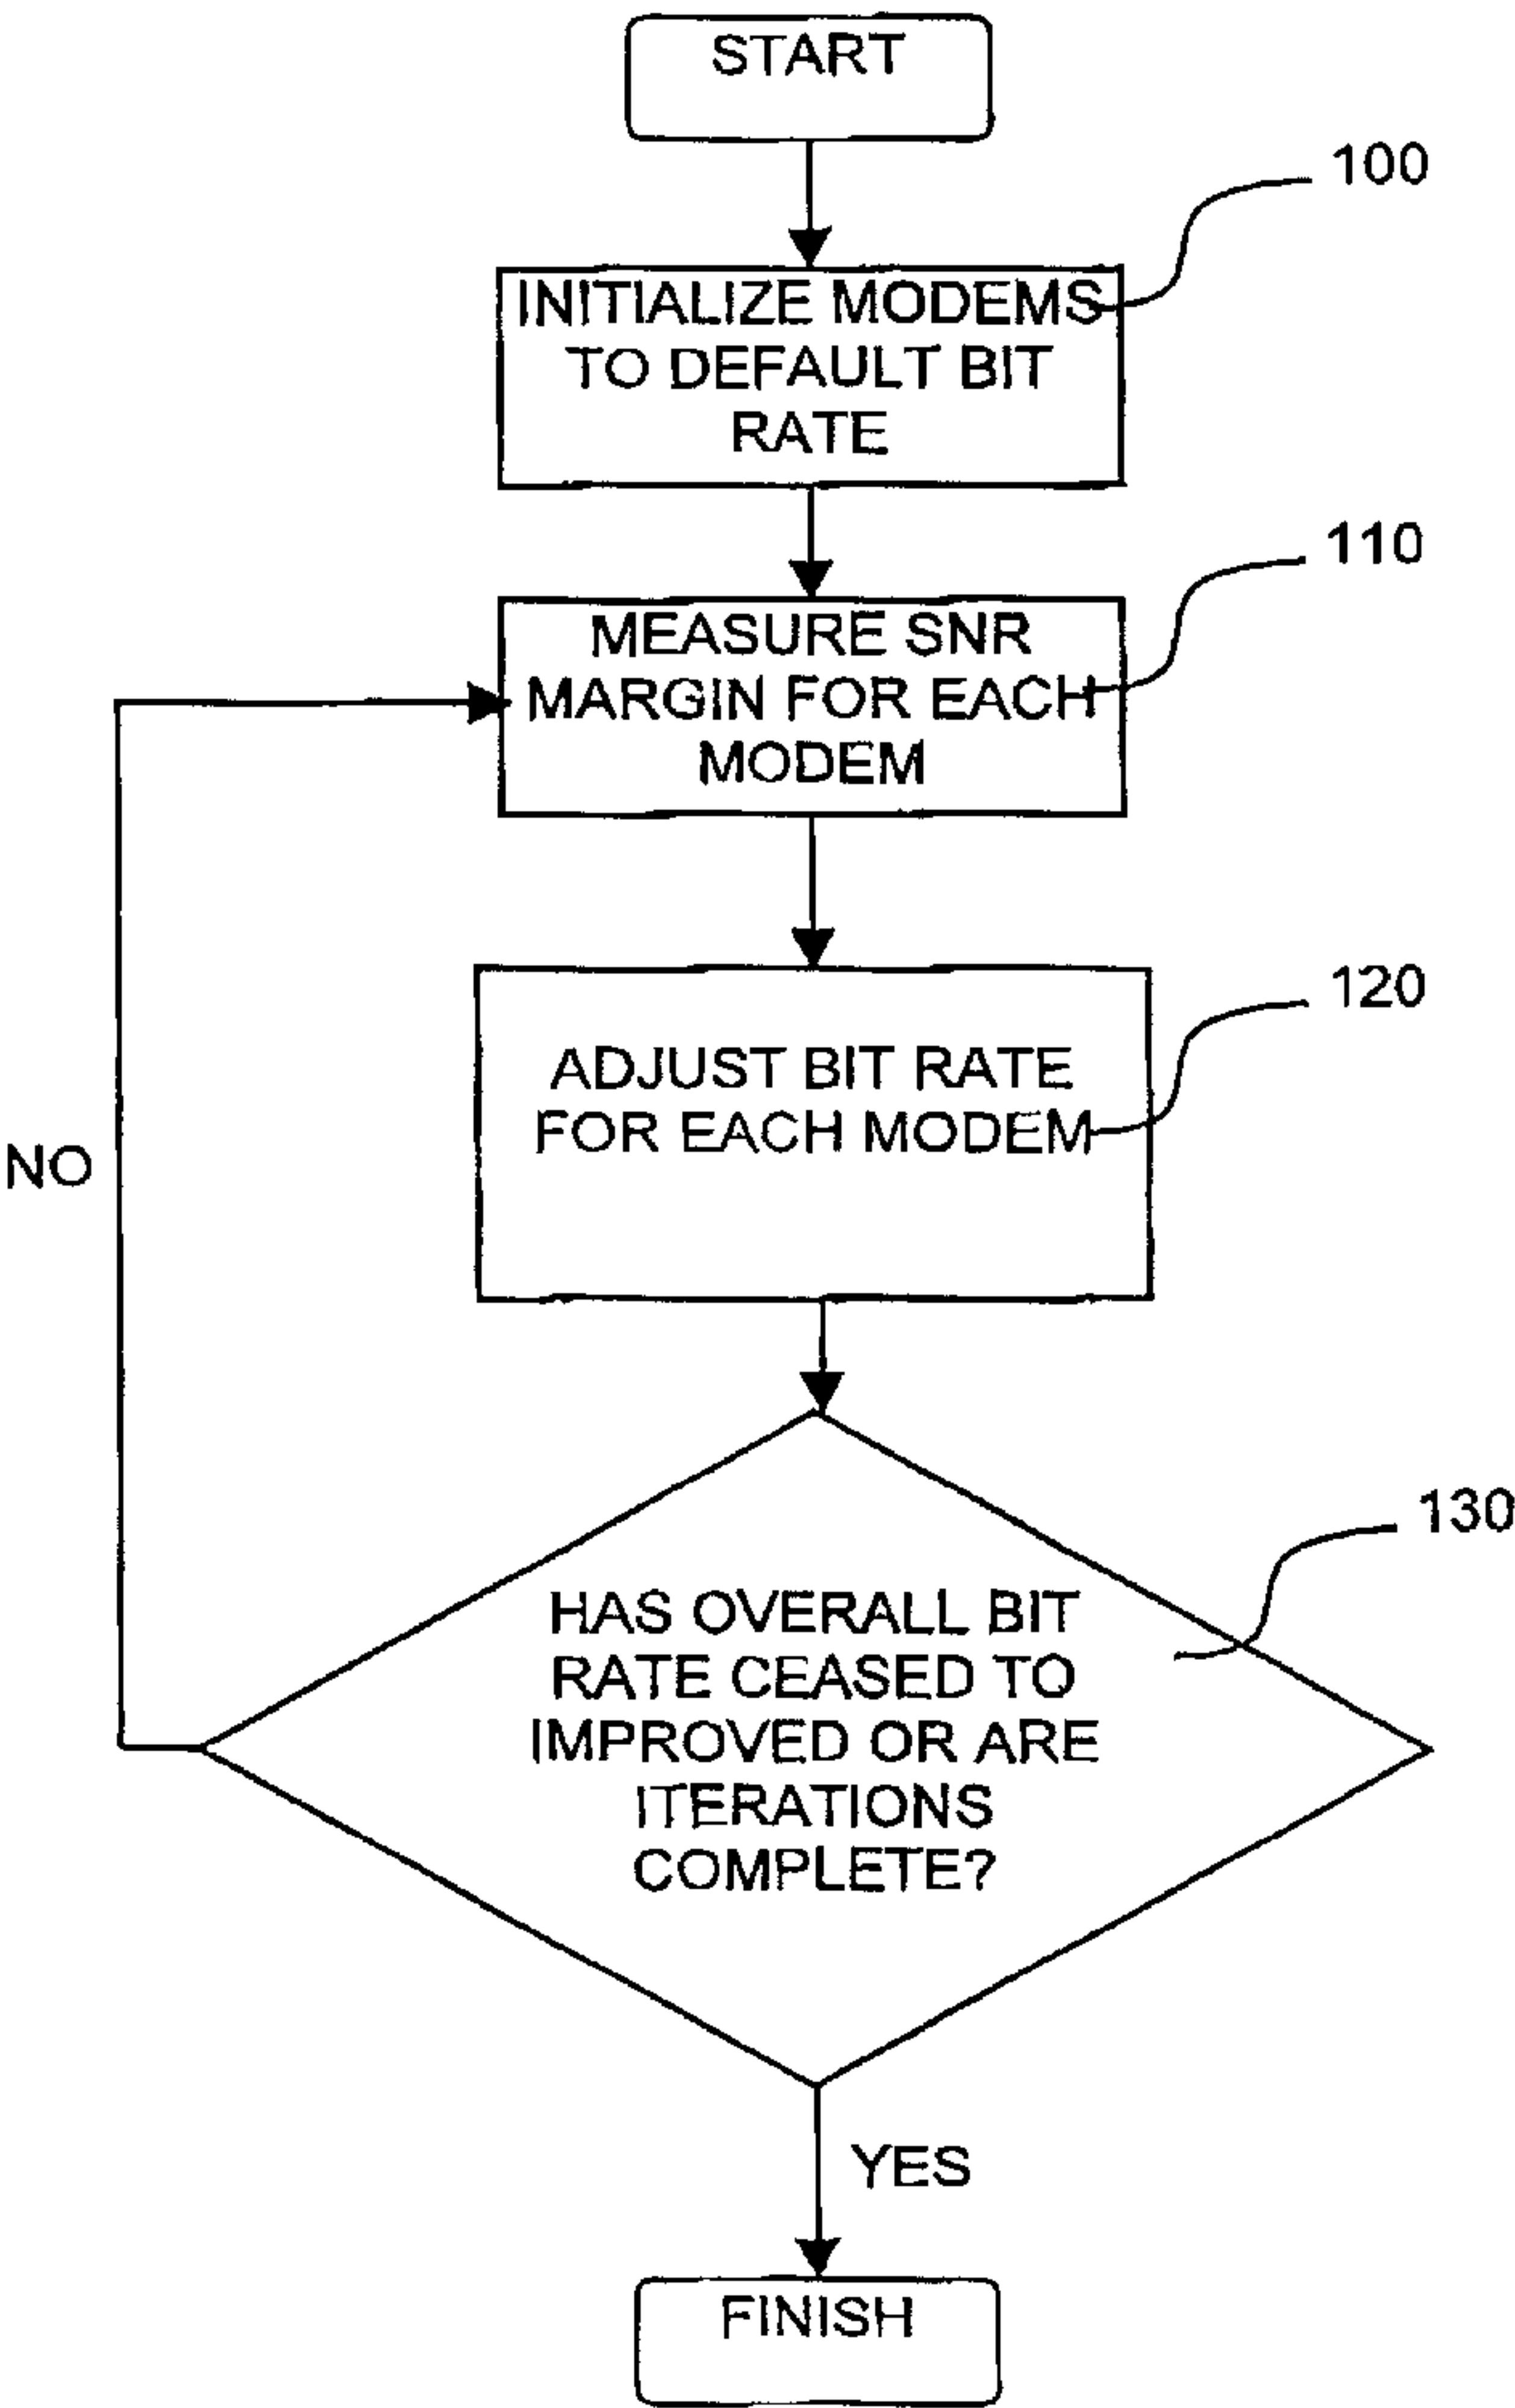 START
100
INITIALIZE MODEMS
TO DEFAULT BIT
RATE
110
MEASURE SNR
MARGIN FOR EACH
MODEM
120
ADJUST BIT RATE
FOR EACH MODEM
NO
130
HAS OVERALL BIT
RATE CEASED TO
IMPROVED OR ARE
ITERATIONS
COMPLETE?
YES
FINISH